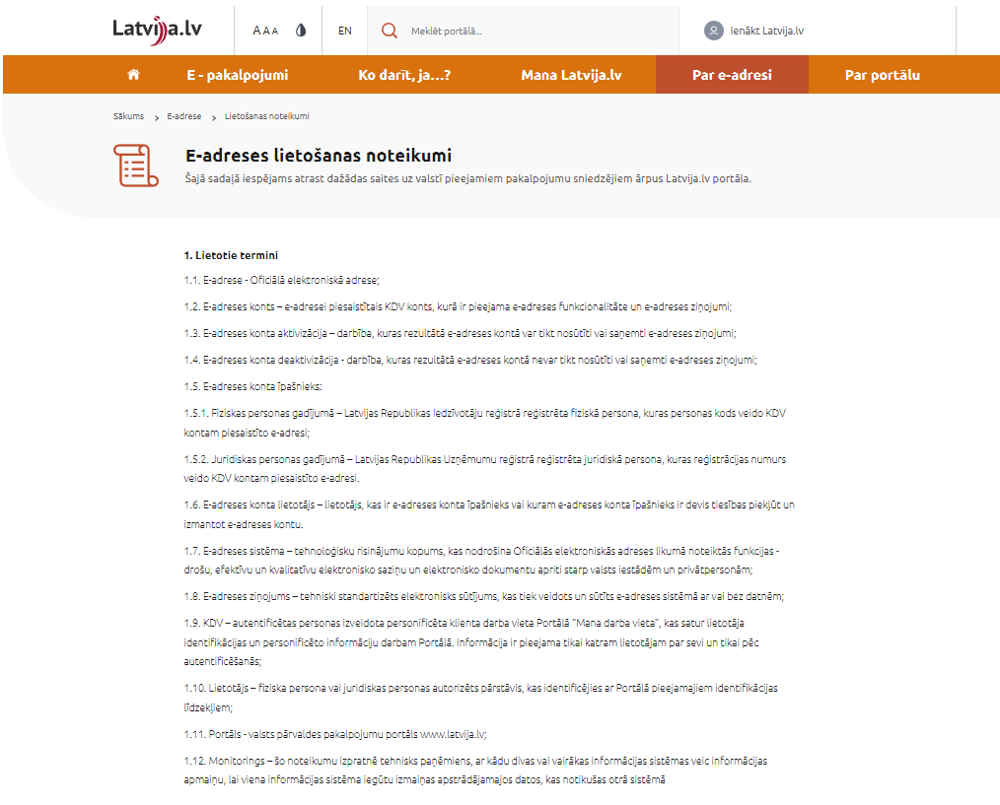 Latvija.lv
A A A
EN
Meklēt portālā...
Ienākt Latvija.lv
E - pakalpojumi
Ko darīt, ja...?
Mana Latvija.lv
Par e-adresi
Par portālu
Sākums > E-adrese > Lietošanas noteikumi
E-adreses lietošanas noteikumi
Šajā sadaļā iespējams atrast dažādas saites uz valstī pieejamiem pakalpojumu sniedzējiem ārpus Latvija.lv portāla.
1. Lietotie termini
1.1. E-adrese - Oficiālā elektroniskā adrese;
1.2. E-adreses konts – e-adresei piesaistītais KDV konts, kurā ir pieejama e-adreses funkcionalitāte un e-adreses ziņojumi;
1.3. E-adreses konta aktivizācija – darbība, kuras rezultātā e-adreses kontā var tikt nosūtīti vai saņemti e-adreses ziņojumi;
1.4. E-adreses konta deaktivizācija - darbība, kuras rezultātā e-adreses kontā nevar tikt nosūtīti vai saņemti e-adreses ziņojumi;
1.5. E-adreses konta īpašnieks:
1.5.1. Fiziskas personas gadījumā – Latvijas Republikas Iedzīvotāju reģistrā reģistrēta fiziskā persona, kuras personas kods veido KDV
kontam piesaistīto e-adresi;
1.5.2. Juridiskas personas gadījumā – Latvijas Republikas Uzņēmumu reģistrā reģistrēta juridiskā persona, kuras reģistrācijas numurs
veido KDV kontam piesaistīto e-adresi.
1.6. E-adreses konta lietotājs – lietotājs, kas ir e-adreses konta īpašnieks vai kuram e-adreses konta īpašnieks ir devis tiesības piekļūt un
izmantot e-adreses kontu.
1.7. E-adreses sistēma – tehnoloģisku risinājumu kopums, kas nodrošina Oficiālās elektroniskās adreses likumā noteiktās funkcijas -
drošu, efektīvu un kvalitatīvu elektronisko saziņu un elektronisko dokumentu apriti starp valsts iestādēm un privātpersonām;
1.8. E-adreses ziņojums – tehniski standartizēts elektronisks sūtījums, kas tiek veidots un sūtīts e-adreses sistēmā ar vai bez datnēm;
1.9. KDV – autentificētas personas izveidota personificēta klienta darba vieta Portālā “Mana darba vieta”, kas satur lietotāja
identifikācijas un personificēto informāciju darbam Portālā. Informācija ir pieejama tikai katram lietotājam par sevi un tikai pēc
autentificēšanās;
1.10. Lietotājs – fiziska persona vai juridiskas personas autorizēts pārstāvis, kas identificējies ar Portālā pieejamajiem identifikācijas
līdzekļiem;
1.11. Portāls - valsts pārvaldes pakalpojumu portāls www.latvija.lv;
1.12. Monitorings – šo noteikumu izpratnē tehnisks paņēmiens, ar kādu divas vai vairākas informācijas sistēmas veic informācijas
apmaiņu, lai viena informācijas sistēma iegūtu izmaiņas apstrādājamajos datos, kas notikušas otrā sistēmā